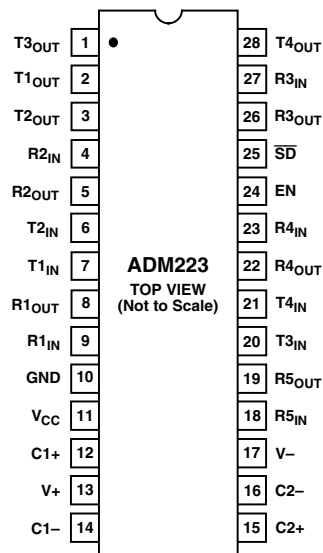 T3OUT 1 28 T4OUT
T1OUT 2 27 R3IN
T2OUT 3 26 R3OUT
R2IN 4 25 S̅D̅
R2OUT 5 24 EN
T2IN 6 23 R4IN
T1IN 7 ADM223 22 R4OUT
TOP VIEW
R1OUT 8 (Not to Scale) 21 T4IN
R1IN 9 20 T3IN
GND 10 19 R5OUT
VCC 11 18 R5IN
C1+ 12 17 V–
V+ 13 16 C2–
C1– 14 15 C2+